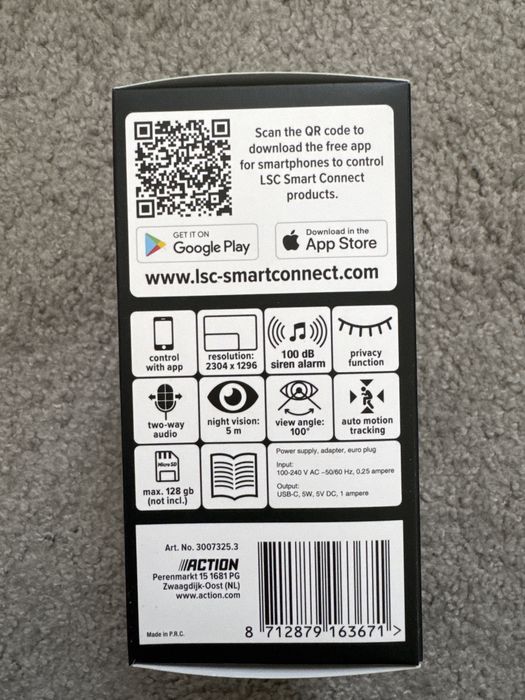 Scan the QR code to
download the free app
for smartphones to control
LSC Smart Connect
products.
GET IT ON
Google Play
Download in the
App Store
www.lsc-smartconnect.com
control
with app
resolution:
2304 x 1296
100 dB
siren alarm
privacy
function
two-way
audio
night vision:
5 m
view angle:
100°
auto motion
tracking
Micro SD
max. 128 gb
(not incl.)
Power supply, adapter, euro plug
Input:
100-240 V AC ~50/60 Hz, 0.25 ampere
Output:
USB-C, 5W, 5V DC, 1 ampere
Art. No. 3007325.3
ACTION
Perenmarkt 15 1681 PG
Zwaagdijk-Oost (NL)
www.action.com
Made in P.R.C.
8 712879 163671 >